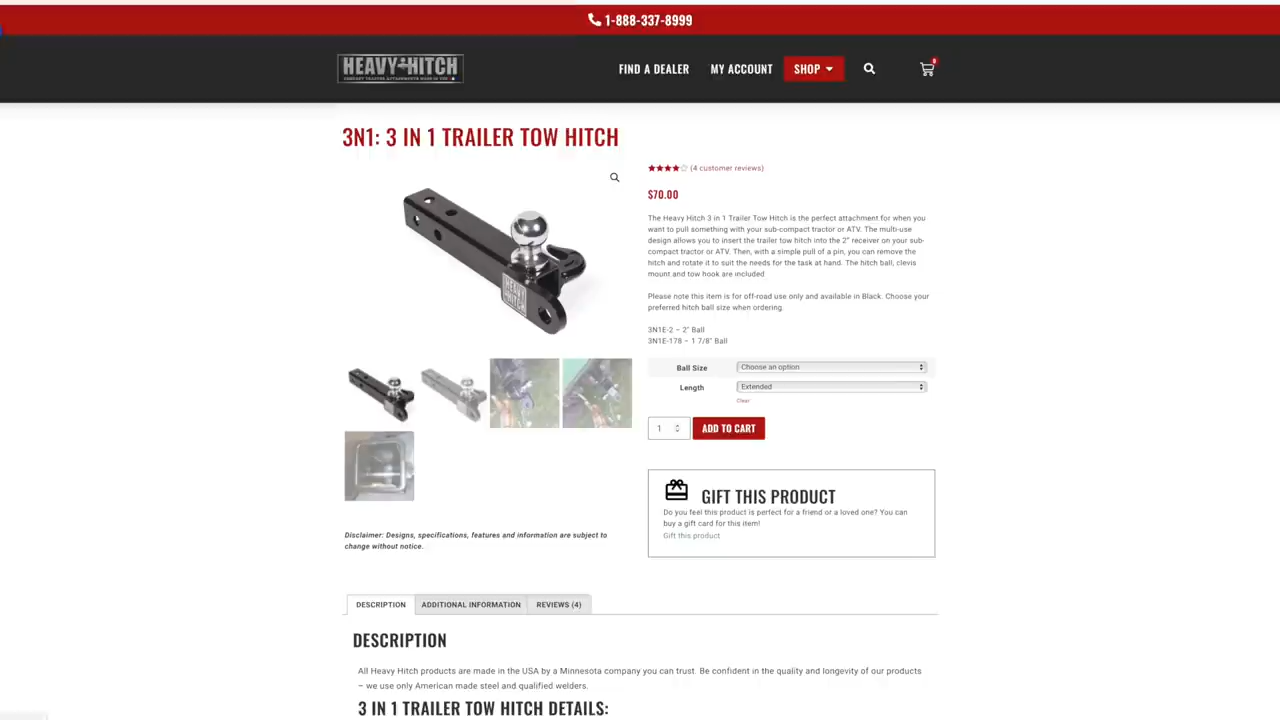 1-888-337-8999
HEAVY HITCH
FIND A DEALER
MY ACCOUNT
SHOP
0
3N1: 3 IN 1 TRAILER TOW HITCH
(4 customer reviews)
$70.00
The Heavy Hitch 3 in 1 Trailer Tow Hitch is the perfect attachment for when you
want to pull something with your sub-compact tractor or ATV. The multi-use
design allows you to insert the trailer tow hitch into the 2" receiver on your sub-
compact tractor or ATV. Then, with a simple pull of a pin, you can remove the
hitch and rotate it to suit the needs for the task at hand. The hitch ball, clevis
mount and tow hook are included
Please note this item is for off-road use only and available in Black. Choose your
preferred hitch ball size when ordering.
3N1E-2 – 2" Ball
3N1E-178 – 1 7/8" Ball
Ball Size Choose an option
Length Extended
Clear
1 ADD TO CART
GIFT THIS PRODUCT
Do you feel this product is perfect for a friend or a loved one? You can
buy a gift card for this item!
Gift this product
HEAVY HITCH
Disclaimer: Designs, specifications, features and information are subject to
change without notice.
DESCRIPTION
ADDITIONAL INFORMATION
REVIEWS (4)
DESCRIPTION
All Heavy Hitch products are made in the USA by a Minnesota company you can trust. Be confident in the quality and longevity of our products
– we use only American made steel and qualified welders.
3 IN 1 TRAILER TOW HITCH DETAILS: